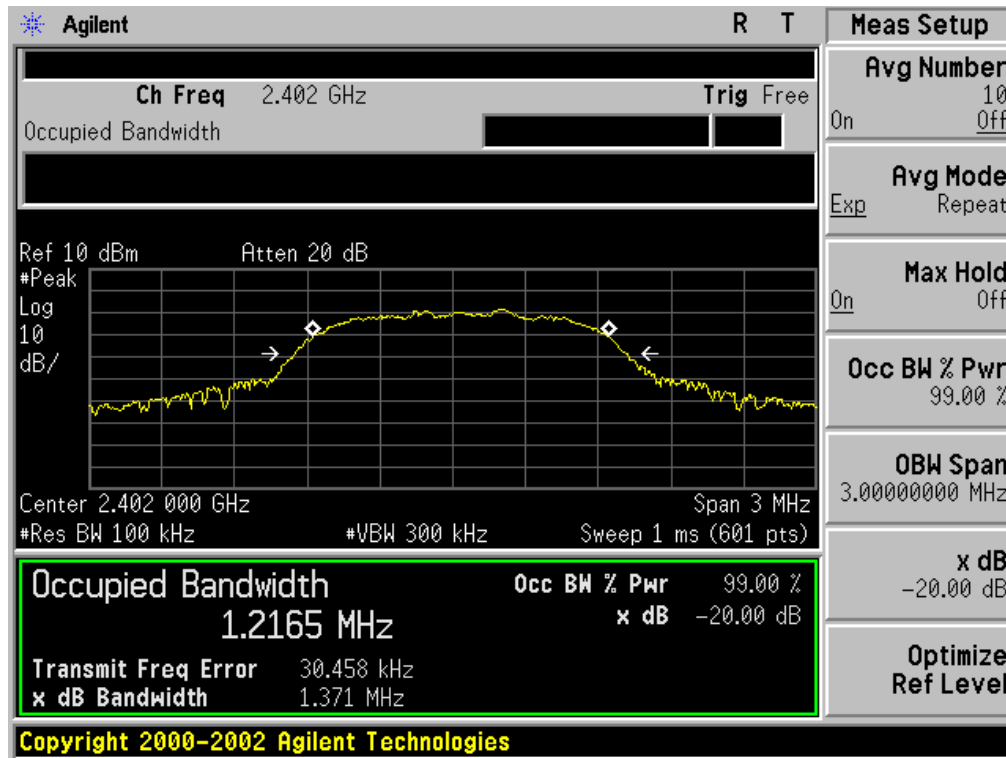 Agilent R T
Ch Freq 2.402 GHz Trig Free
Occupied Bandwidth
Ref 10 dBm Atten 20 dB
#Peak
Log
10
dB/
Center 2.402 000 GHz Span 3 MHz
#Res BW 100 kHz #VBW 300 kHz Sweep 1 ms (601 pts)
Occupied Bandwidth Occ BW % Pwr 99.00 %
1.2165 MHz x dB -20.00 dB
Transmit Freq Error 30.458 kHz
x dB Bandwidth 1.371 MHz
Copyright 2000-2002 Agilent Technologies
Meas Setup
Avg Number
10
On Off
Avg Mode
Exp Repeat
Max Hold
On Off
Occ BW % Pwr
99.00 %
OBW Span
3.00000000 MHz
x dB
-20.00 dB
Optimize
Ref Level